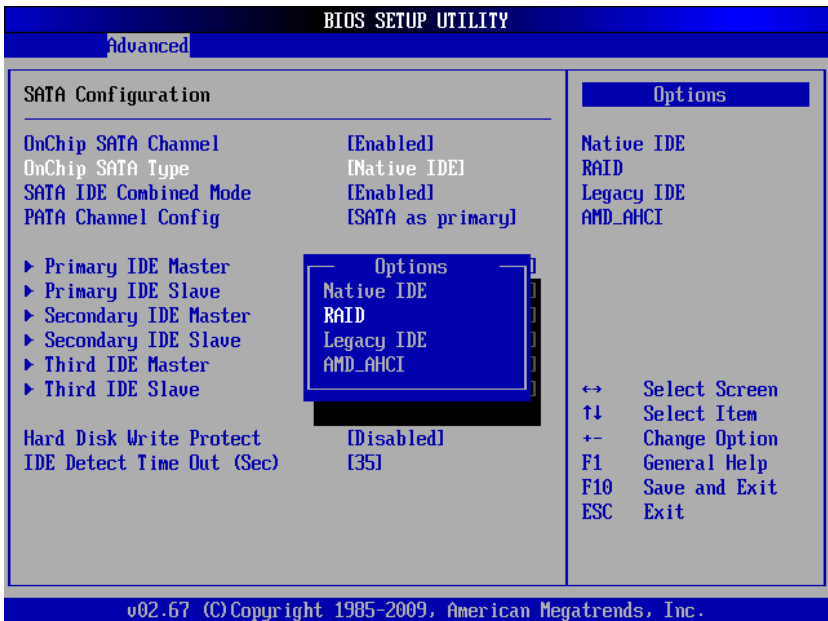 BIOS SETUP UTILITY
Advanced
SATA Configuration
OnChip SATA Channel [Enabled]
OnChip SATA Type [Native IDE]
SATA IDE Combined Mode [Enabled]
PATA Channel Config [SATA as primary]
Primary IDE Master
Primary IDE Slave
Secondary IDE Master
Secondary IDE Slave
Third IDE Master
Third IDE Slave
Hard Disk Write Protect [Disabled]
IDE Detect Time Out (Sec) [35]
Options
Native IDE
RAID
Legacy IDE
AMD_AHCI
Options
Native IDE
RAID
Legacy IDE
AMD_AHCI
↔ Select Screen
↑↓ Select Item
+- Change Option
F1 General Help
F10 Save and Exit
ESC Exit
v02.67 (C)Copyright 1985-2009, American Megatrends, Inc.